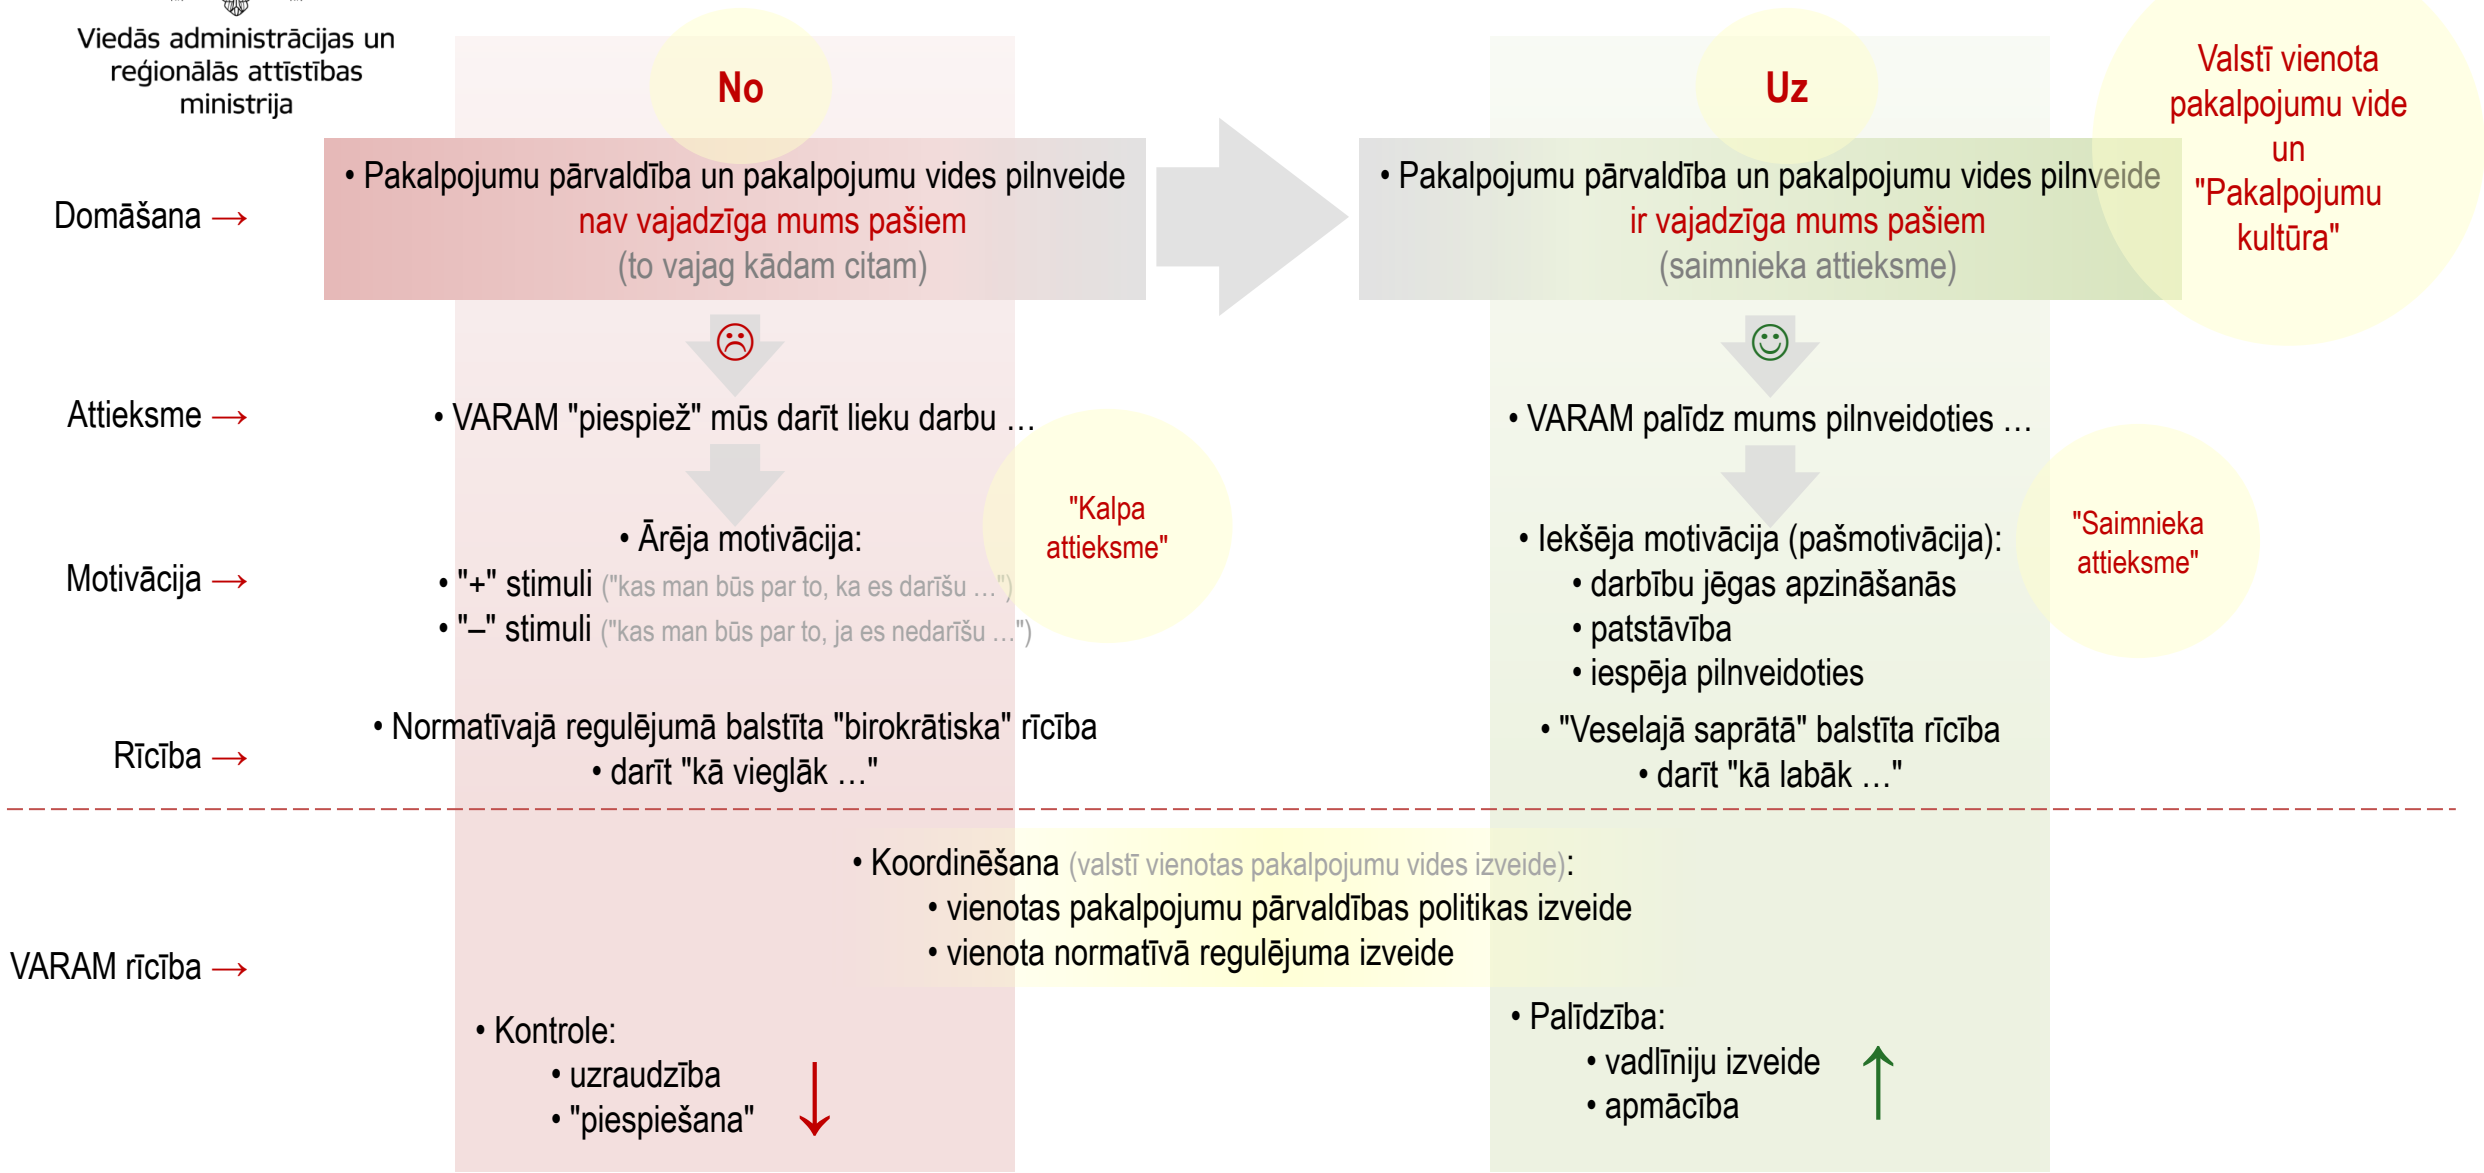 Viedās administrācijas un
reģionālās attīstības
ministrija
No
Uz
Valstī vienota
pakalpojumu vide
un
"Pakalpojumu
kultūra"
Domāšana →
• Pakalpojumu pārvaldība un pakalpojumu vides pilnveide
nav vajadzīga mums pašiem
(to vajag kādam citam)
• Pakalpojumu pārvaldība un pakalpojumu vides pilnveide
ir vajadzīga mums pašiem
(saimnieka attieksme)
Attieksme →
• VARAM "piespiež" mūs darīt lieku darbu …
• VARAM palīdz mums pilnveidoties …
Motivācija →
• Ārēja motivācija:
• "+" stimuli ("kas man būs par to, ka es darīšu …")
• "–" stimuli ("kas man būs par to, ja es nedarīšu …")
"Kalpa
attieksme"
• Iekšēja motivācija (pašmotivācija):
• darbību jēgas apzināšanās
• patstāvība
• iespēja pilnveidoties
"Saimnieka
attieksme"
Rīcība →
• Normatīvajā regulējumā balstīta "birokrātiska" rīcība
• darīt "kā vieglāk …"
• "Veselajā saprātā" balstīta rīcība
• darīt "kā labāk …"
VARAM rīcība →
• Koordinēšana (valstī vienotas pakalpojumu vides izveide):
• vienotas pakalpojumu pārvaldības politikas izveide
• vienota normatīvā regulējuma izveide
• Kontrole:
• uzraudzība
• "piespiešana"
• Palīdzība:
• vadlīniju izveide
• apmācība